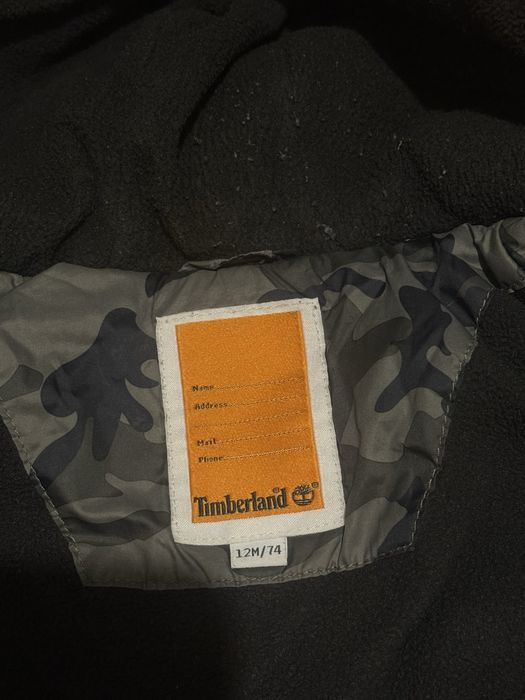 Name
Address
Mail
Phone
Timberland®
12M/74